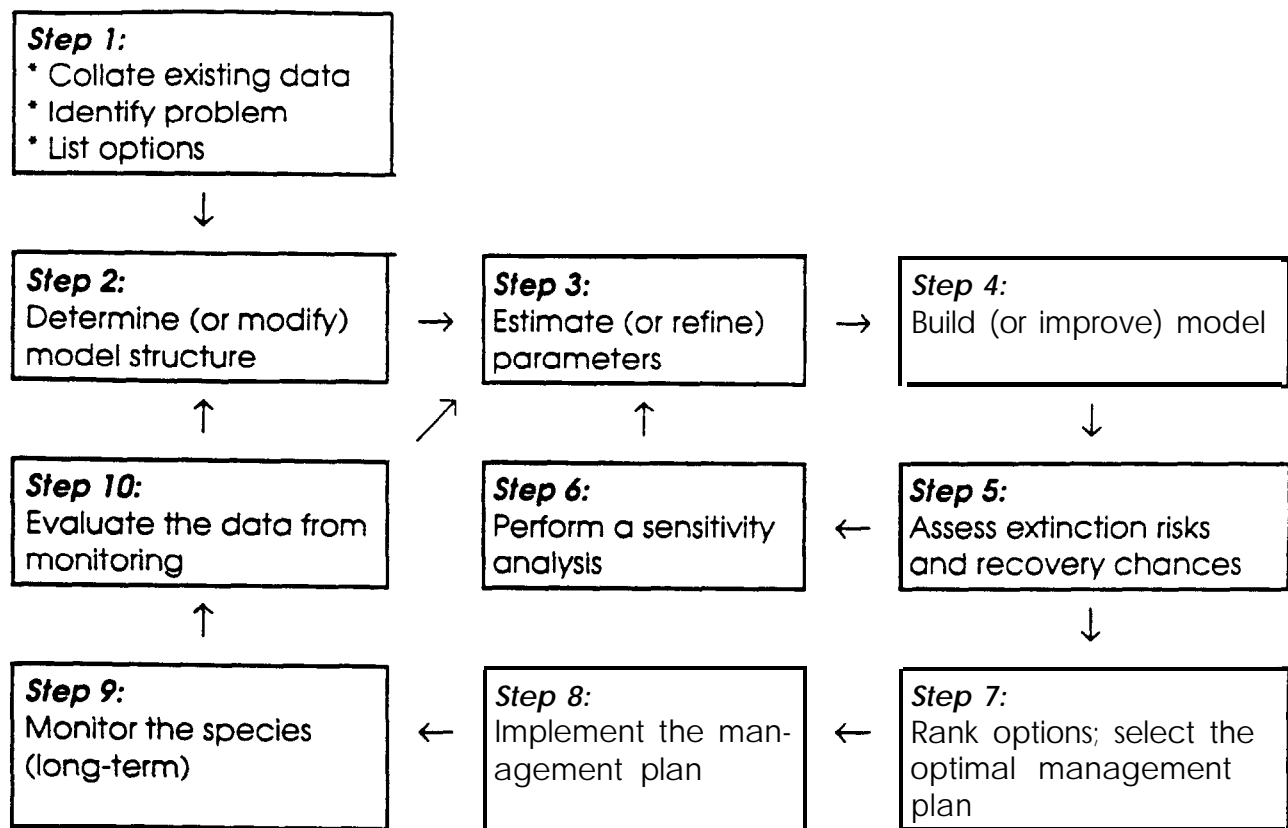 Step 1:
* Collate existing data
* Identify problem
* List options
Step 2:
Determine (or modify)
model structure
Step 3:
Estimate (or refine)
parameters
Step 4:
Build (or improve) model
Step 10:
Evaluate the data from
monitoring
Step 6:
Perform a sensitivity
analysis
Step 5:
Assess extinction risks
and recovery chances
Step 9:
Monitor the species
(long-term)
Step 8:
Implement the man-
agement plan
Step 7:
Rank options; select the
optimal management
plan